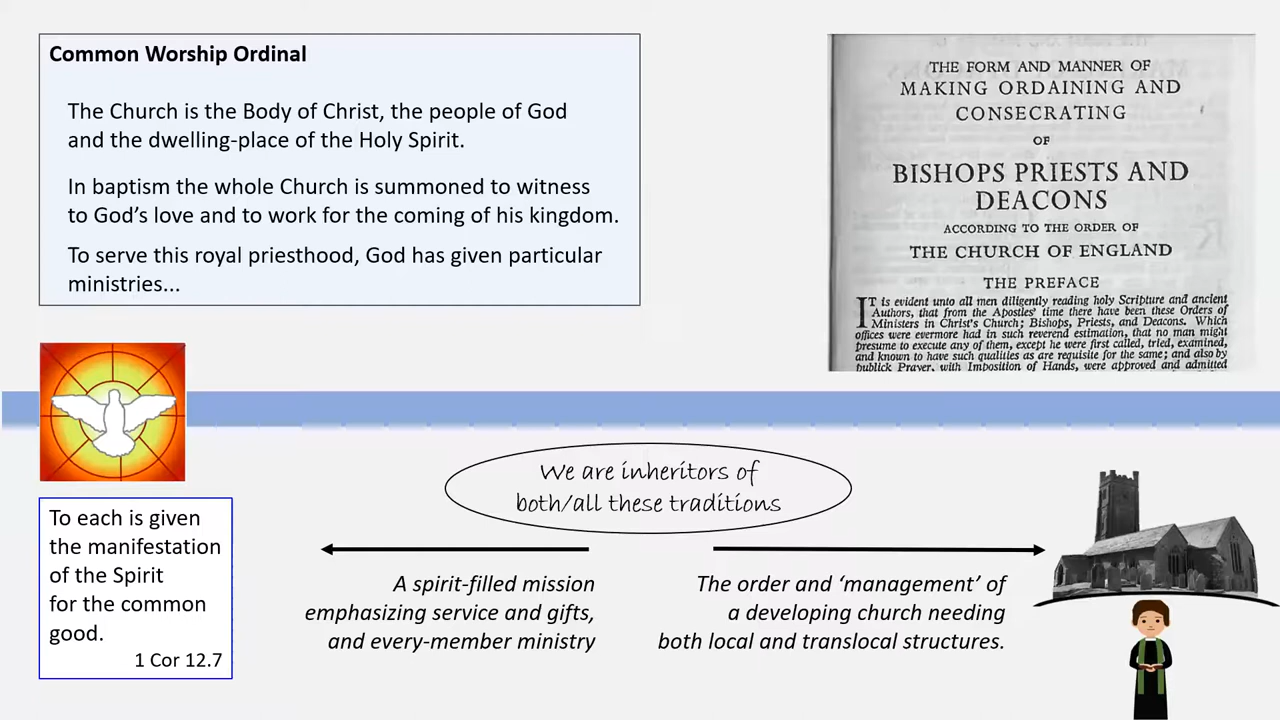 Common Worship Ordinal
The Church is the Body of Christ, the people of God
and the dwelling-place of the Holy Spirit.
In baptism the whole Church is summoned to witness
to God’s love and to work for the coming of his kingdom.
To serve this royal priesthood, God has given particular
ministries...
THE FORM AND MANNER OF
MAKING ORDAINING AND
CONSECRATING
OF
BISHOPS PRIESTS AND
DEACONS
ACCORDING TO THE ORDER OF
THE CHURCH OF ENGLAND
THE PREFACE
IT is evident unto all men diligently reading holy Scripture and ancient
Authors, that from the Apostles’ time there have been these Orders of
Ministers in Christ’s Church; Bishops, Priests, and Deacons. Which
offices were evermore had in such reverend estimation, that no man might
presume to execute any of them, except he were first called, tried, examined,
and known to have such qualities as are requisite for the same; and also by
publick Prayer, with Imposition of Hands, were approved and admitted
We are inheritors of
both/all these traditions
To each is given
the manifestation
of the Spirit
for the common
good.
1 Cor 12.7
A spirit-filled mission
emphasizing service and gifts,
and every-member ministry
The order and ‘management’ of
a developing church needing
both local and translocal structures.